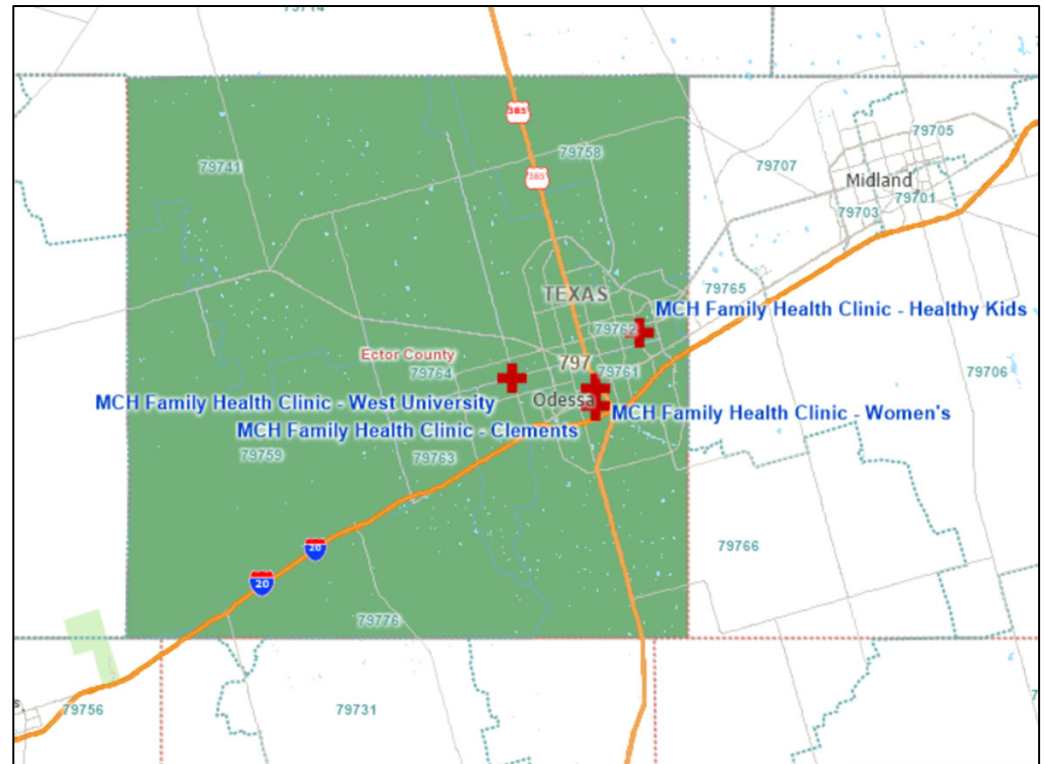 79714
385
79705
79758
79707
79741
385
Midland
79701
79703
TEXAS
79765
MCH Family Health Clinic - Healthy Kids
79762
Ector County
797
79764
79761
79706
MCH Family Health Clinic - West University
Odessa
MCH Family Health Clinic - Women's
MCH Family Health Clinic - Clements
79759
79763
79766
20
20
79776
79756
79731